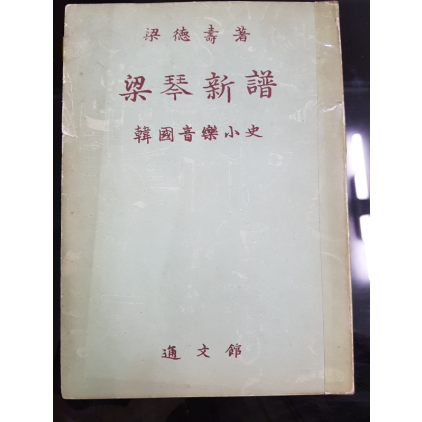 梁德壽著
梁琴新譜
韓國音樂小史
通文館